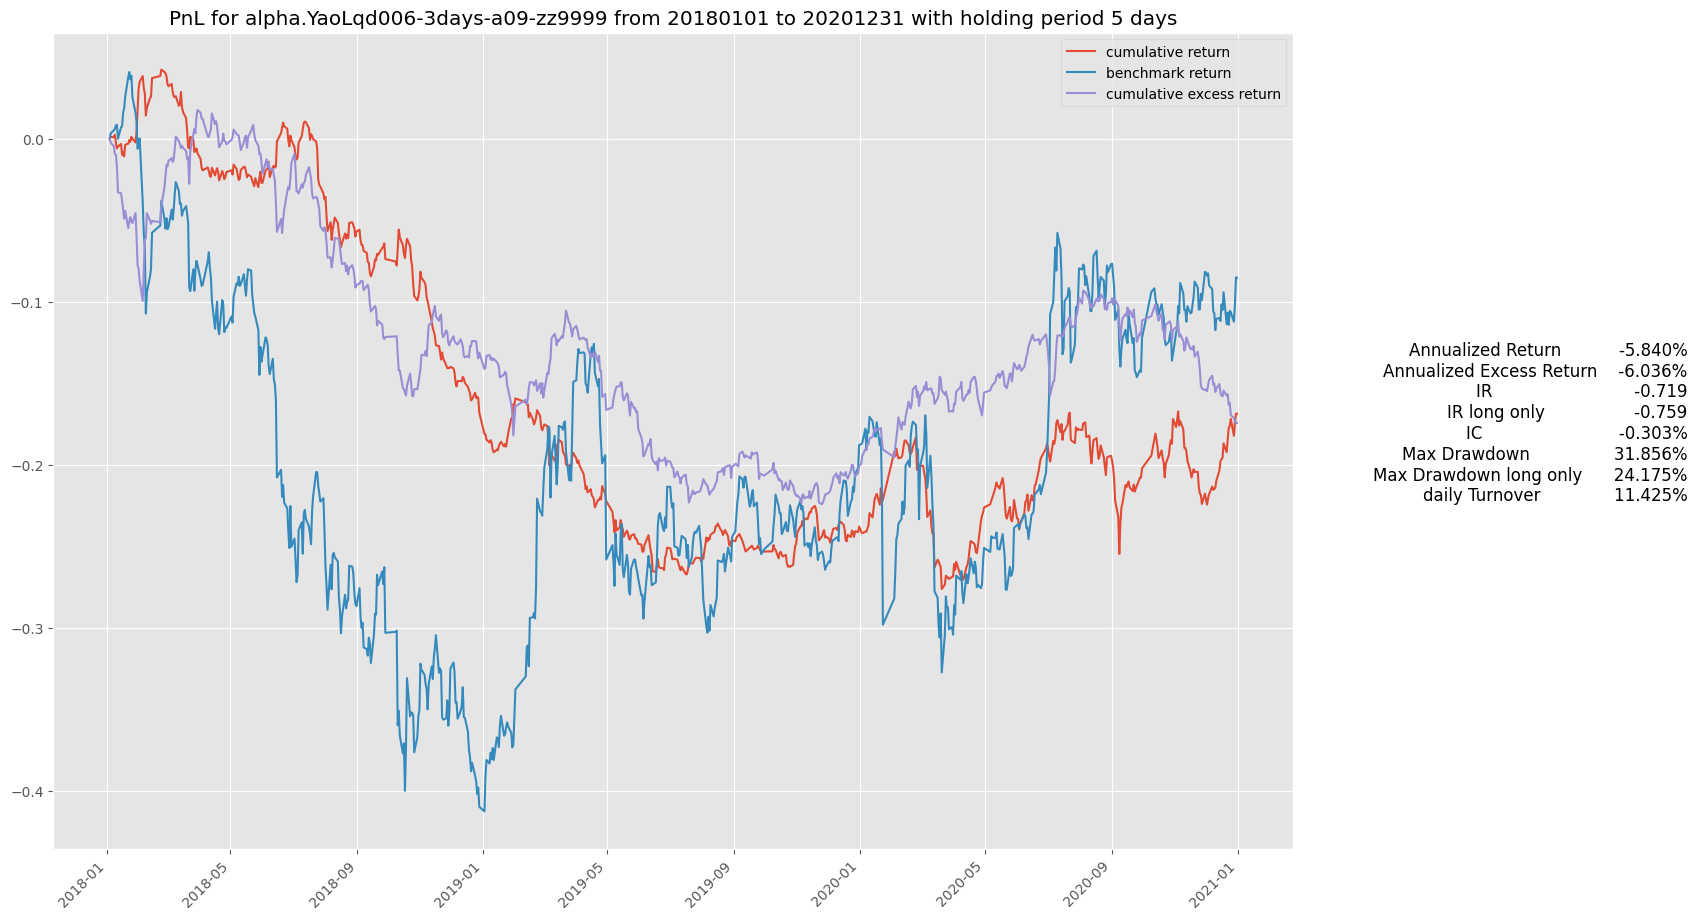 PnL for alpha.YaoLqd006-3days-a09-zz9999 from 20180101 to 20201231 with holding period 5 days
cumulative return
benchmark return
cumulative excess return
0.0
−0.1
−0.2
−0.3
−0.4
2018-01
2018-05
2018-09
2019-01
2019-05
2019-09
2020-01
2020-05
2020-09
2021-01
Annualized Return -5.840%
Annualized Excess Return -6.036%
IR -0.719
IR long only -0.759
IC -0.303%
Max Drawdown 31.856%
Max Drawdown long only 24.175%
daily Turnover 11.425%